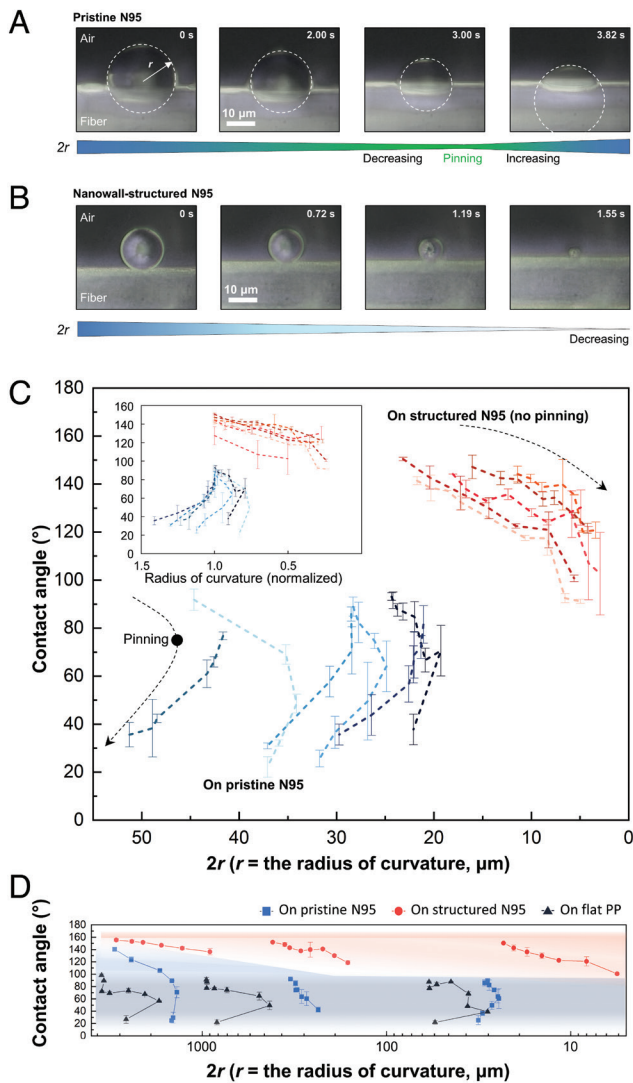 A
Pristine N95
Air
0 s
r
Fiber
2.00 s
10 μm
3.00 s
3.82 s
2r
Decreasing
Pinning
Increasing
B
Nanowall-structured N95
Air
0 s
Fiber
0.72 s
10 μm
1.19 s
1.55 s
2r
Decreasing
C
180
160
140
120
100
80
60
40
20
0
Contact angle (°)
160
140
120
100
80
60
40
20
0
1.5
1.0
0.5
Radius of curvature (normalized)
On structured N95 (no pinning)
Pinning
On pristine N95
50
40
30
20
10
0
2r (r = the radius of curvature, μm)
D
On pristine N95
On structured N95
On flat PP
180
160
140
120
100
80
60
40
20
0
Contact angle (°)
1000
100
10
2r (r = the radius of curvature, μm)